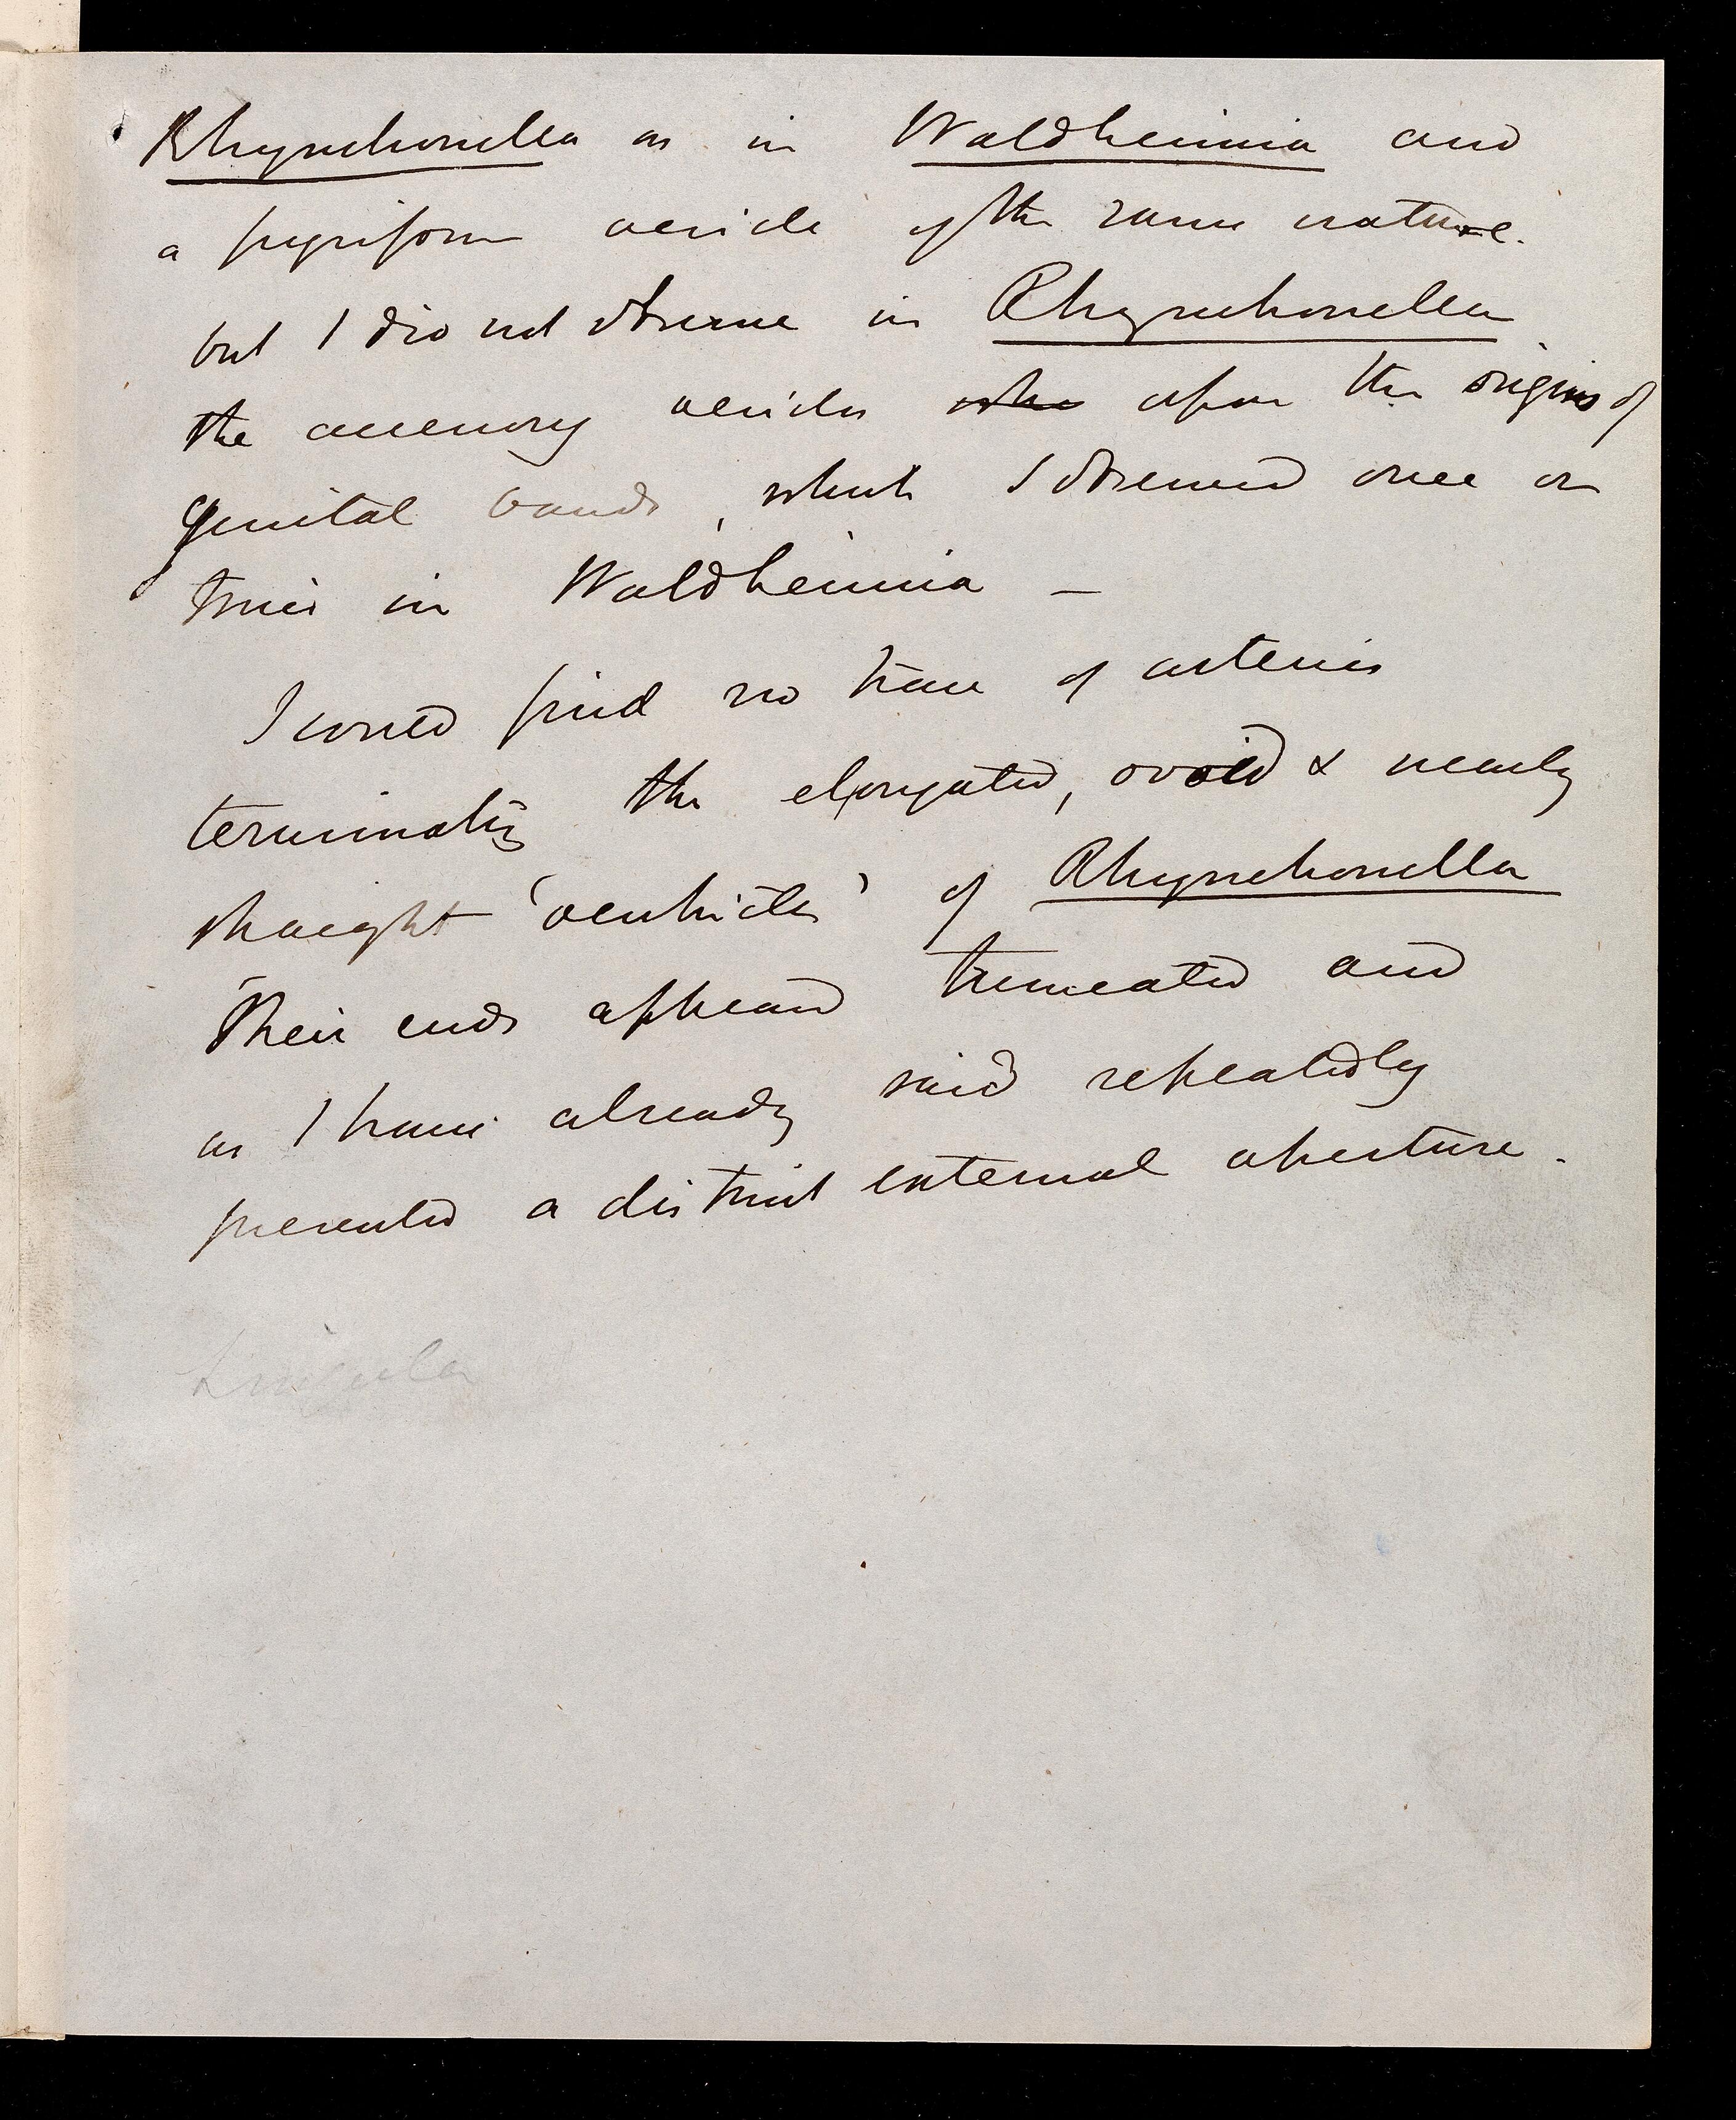 Rhynchonella as in Waldheimia and
a pyriform vesicle of the same nature.
but I did not observe in Rhynchonella
the accessory vesicles who upon the origins of
genital bands, which I observed once or
twice in Waldheimia –
I could find no trace of arteries
terminating the elongated, ovoid & nearly
straight 'ventricles' of Rhynchonella
Their ends appeared truncated and
as I have already said repeatedly
presented a distinct external aperture.
Lingula